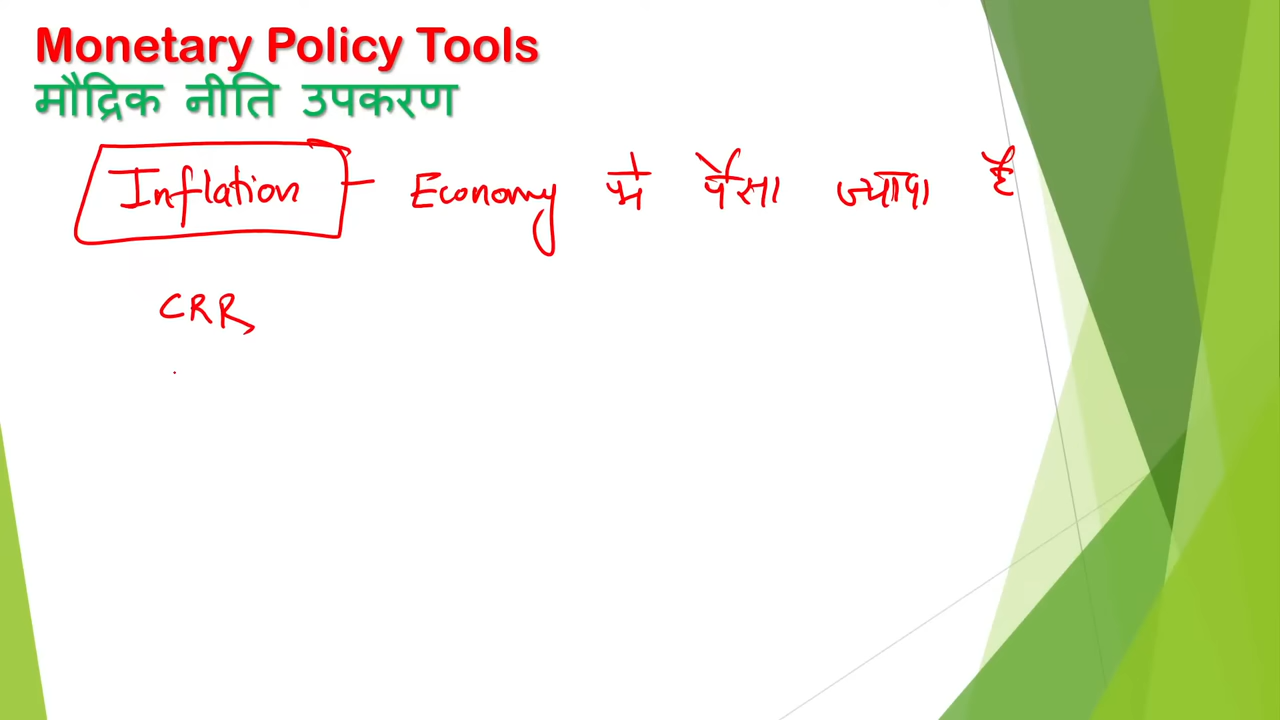 Monetary Policy Tools
मौद्रिक नीति उपकरण
Inflation - Economy में पैसा ज्यादा है
CRR